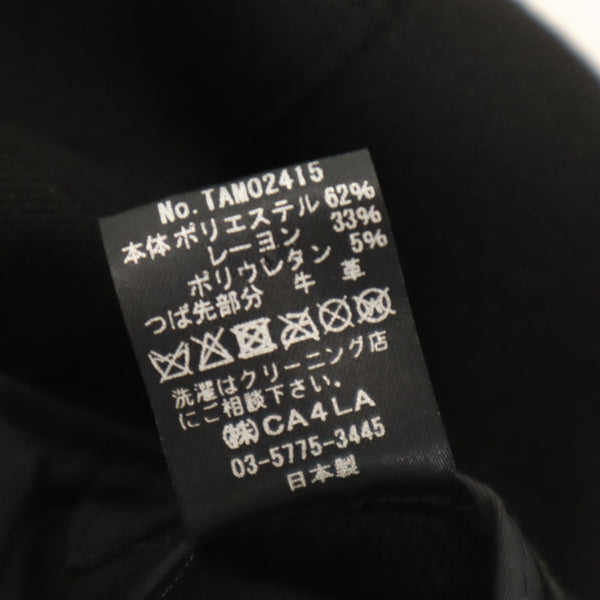 No.TAM02415
本体 ポリエステル 62%
レーヨン 33%
ポリウレタン 5%
つば先部分 牛 革
洗濯はクリーニング店
にご相談下さい。
㈱CA4LA
03-5775-3445
日本製